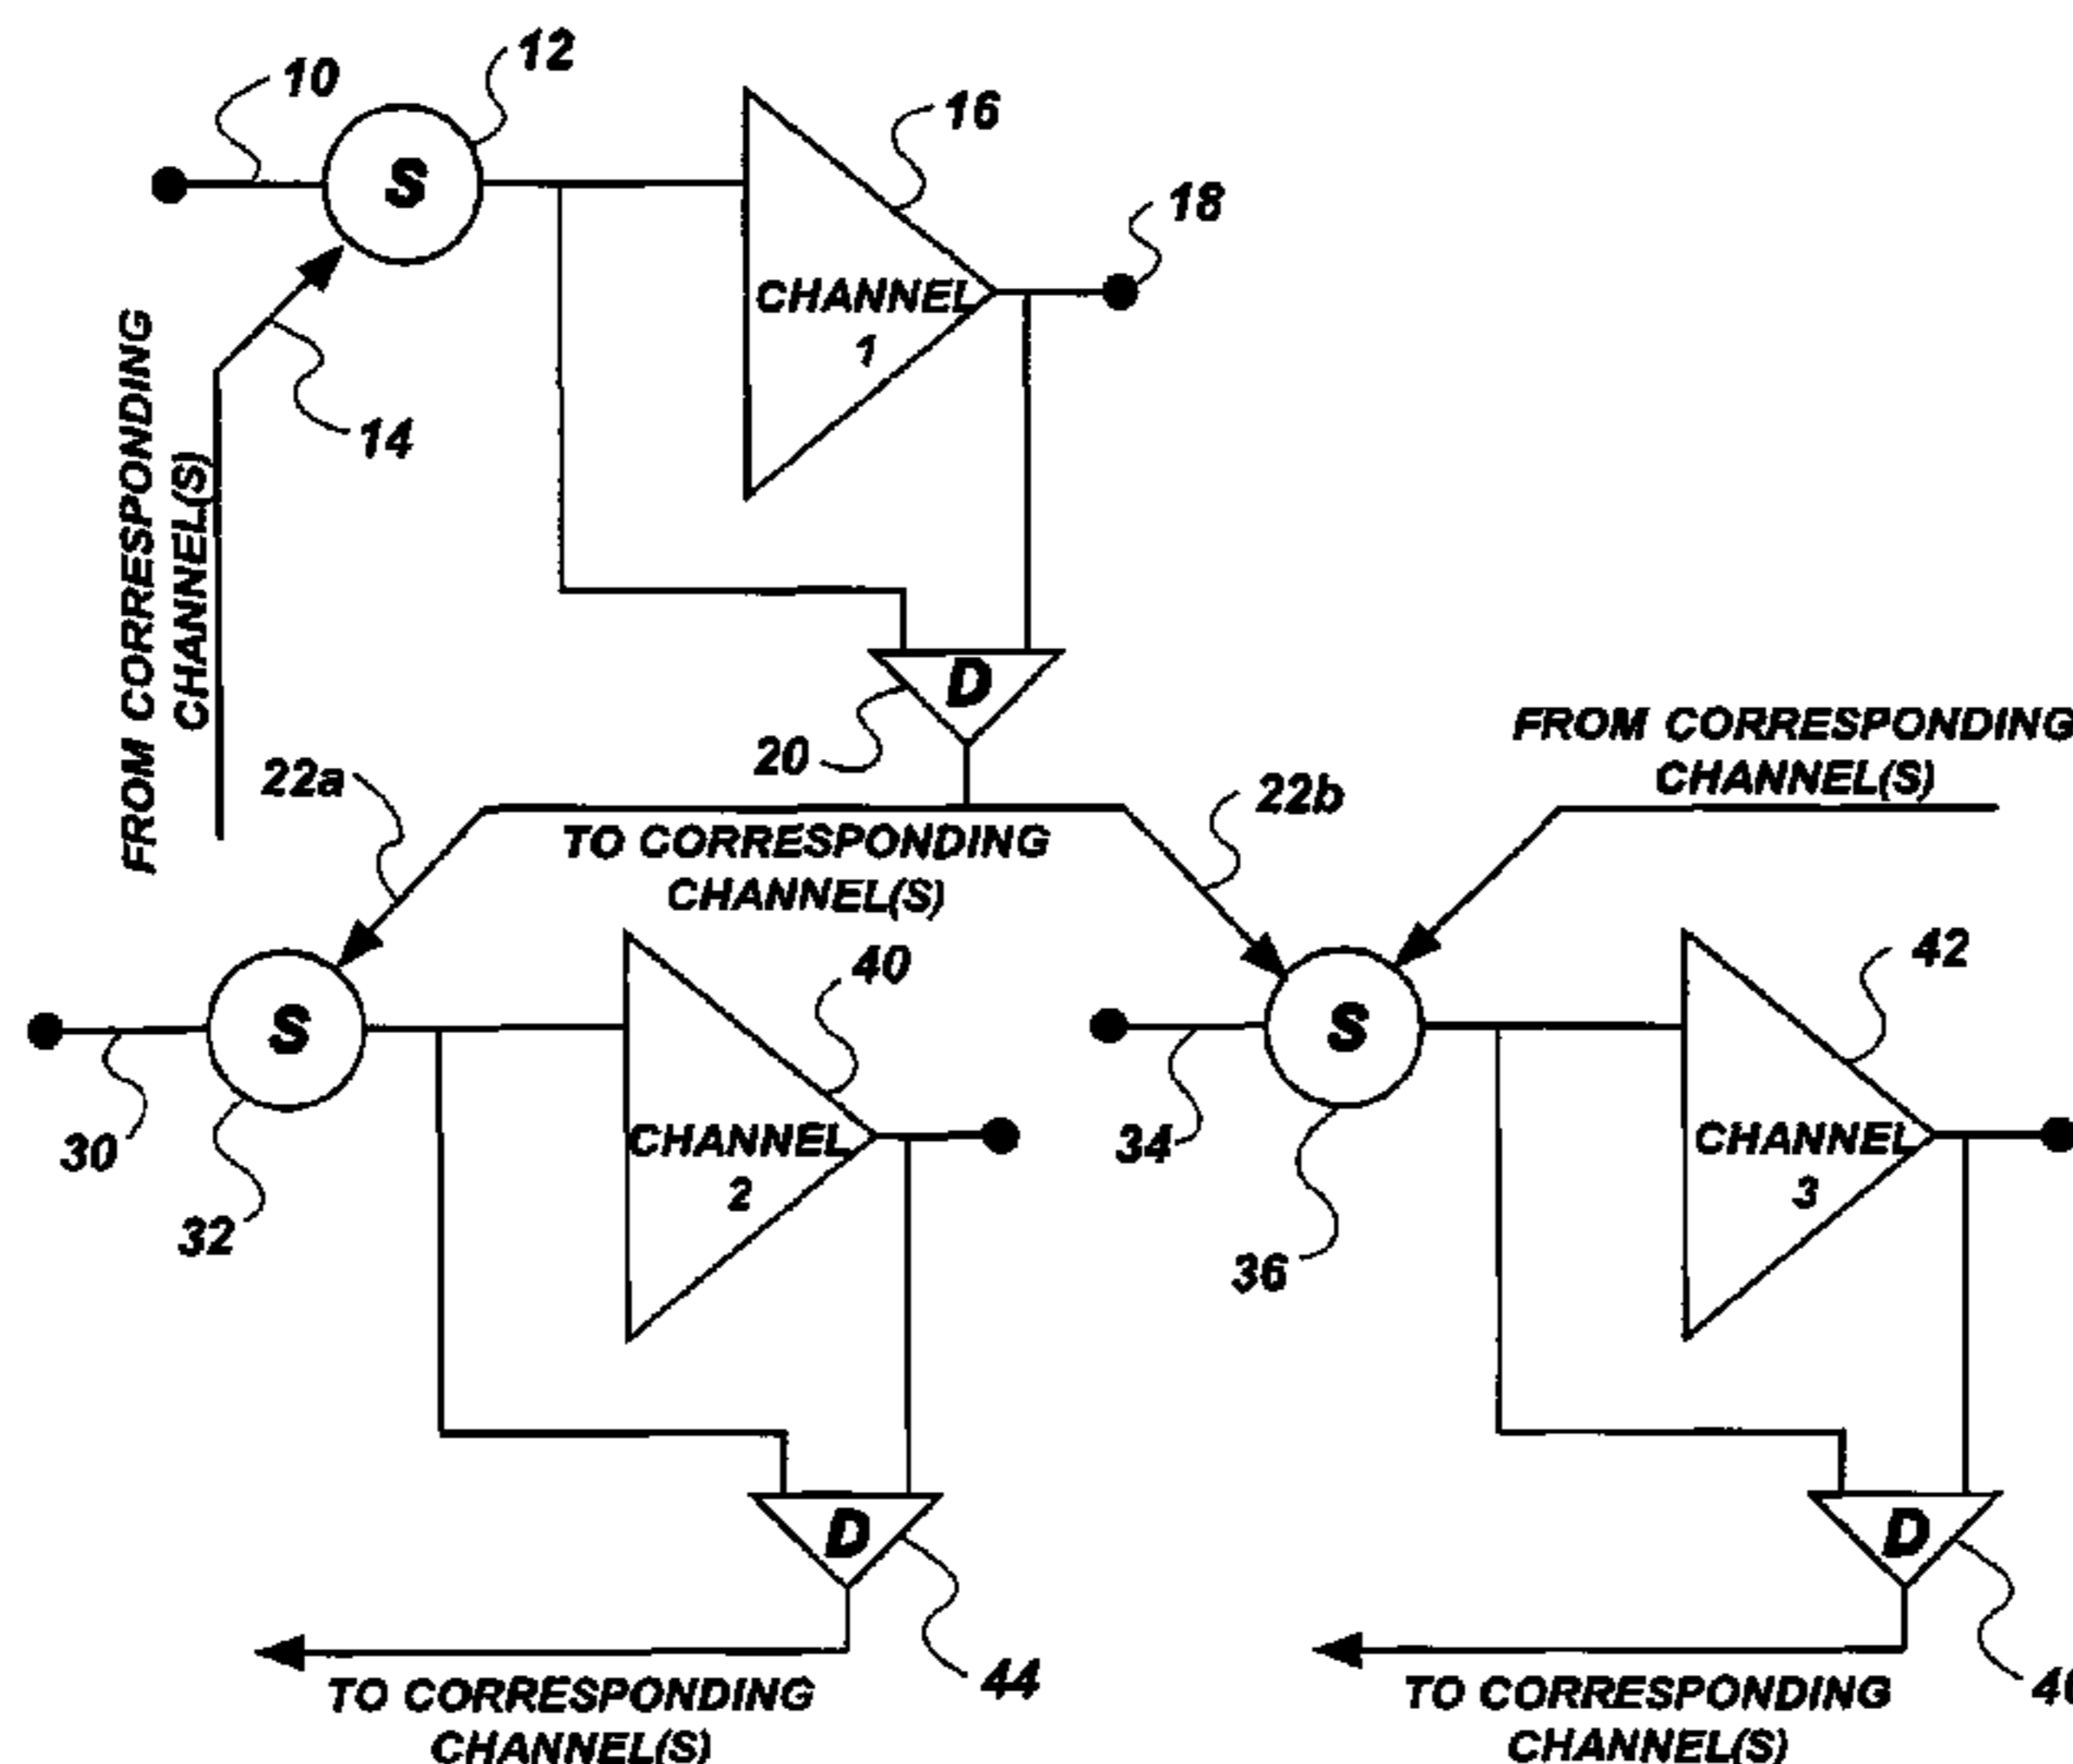 12
10
S
16
18
CHANNEL
1
14
FROM CORRESPONDING
CHANNEL(S)
D
20
22a
22b
FROM CORRESPONDING
CHANNEL(S)
TO CORRESPONDING
CHANNEL(S)
S
40
30
32
CHANNEL
2
S
42
34
36
CHANNEL
3
D
44
D
TO CORRESPONDING
CHANNEL(S)
TO CORRESPONDING
CHANNEL(S)